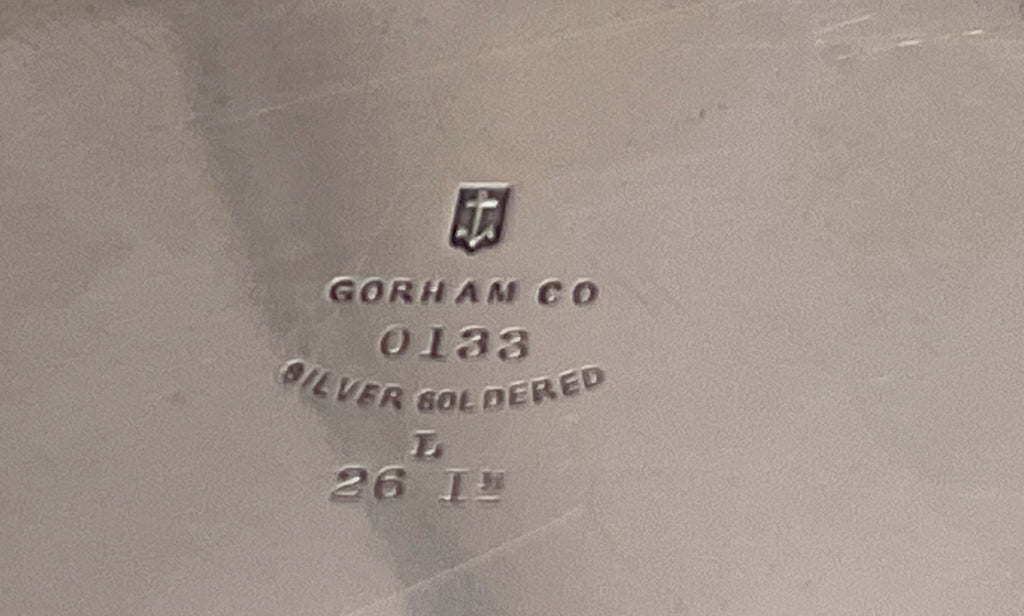 GORHAM CO
0133
SILVER SOLDERED
L
26 IN